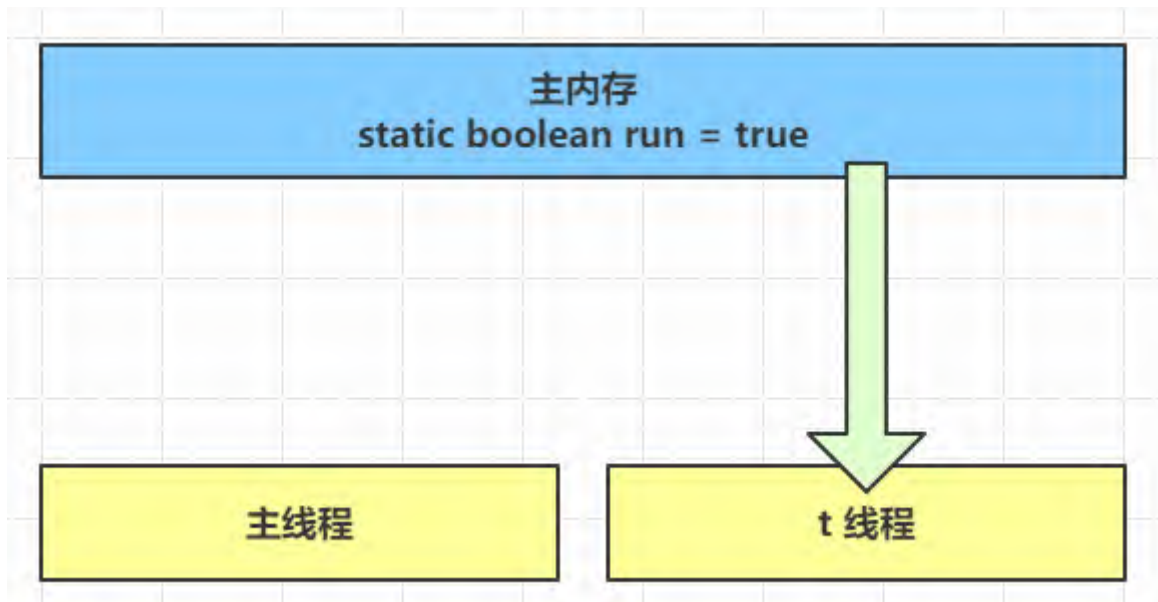 主内存
static boolean run = true
主线程
t 线程